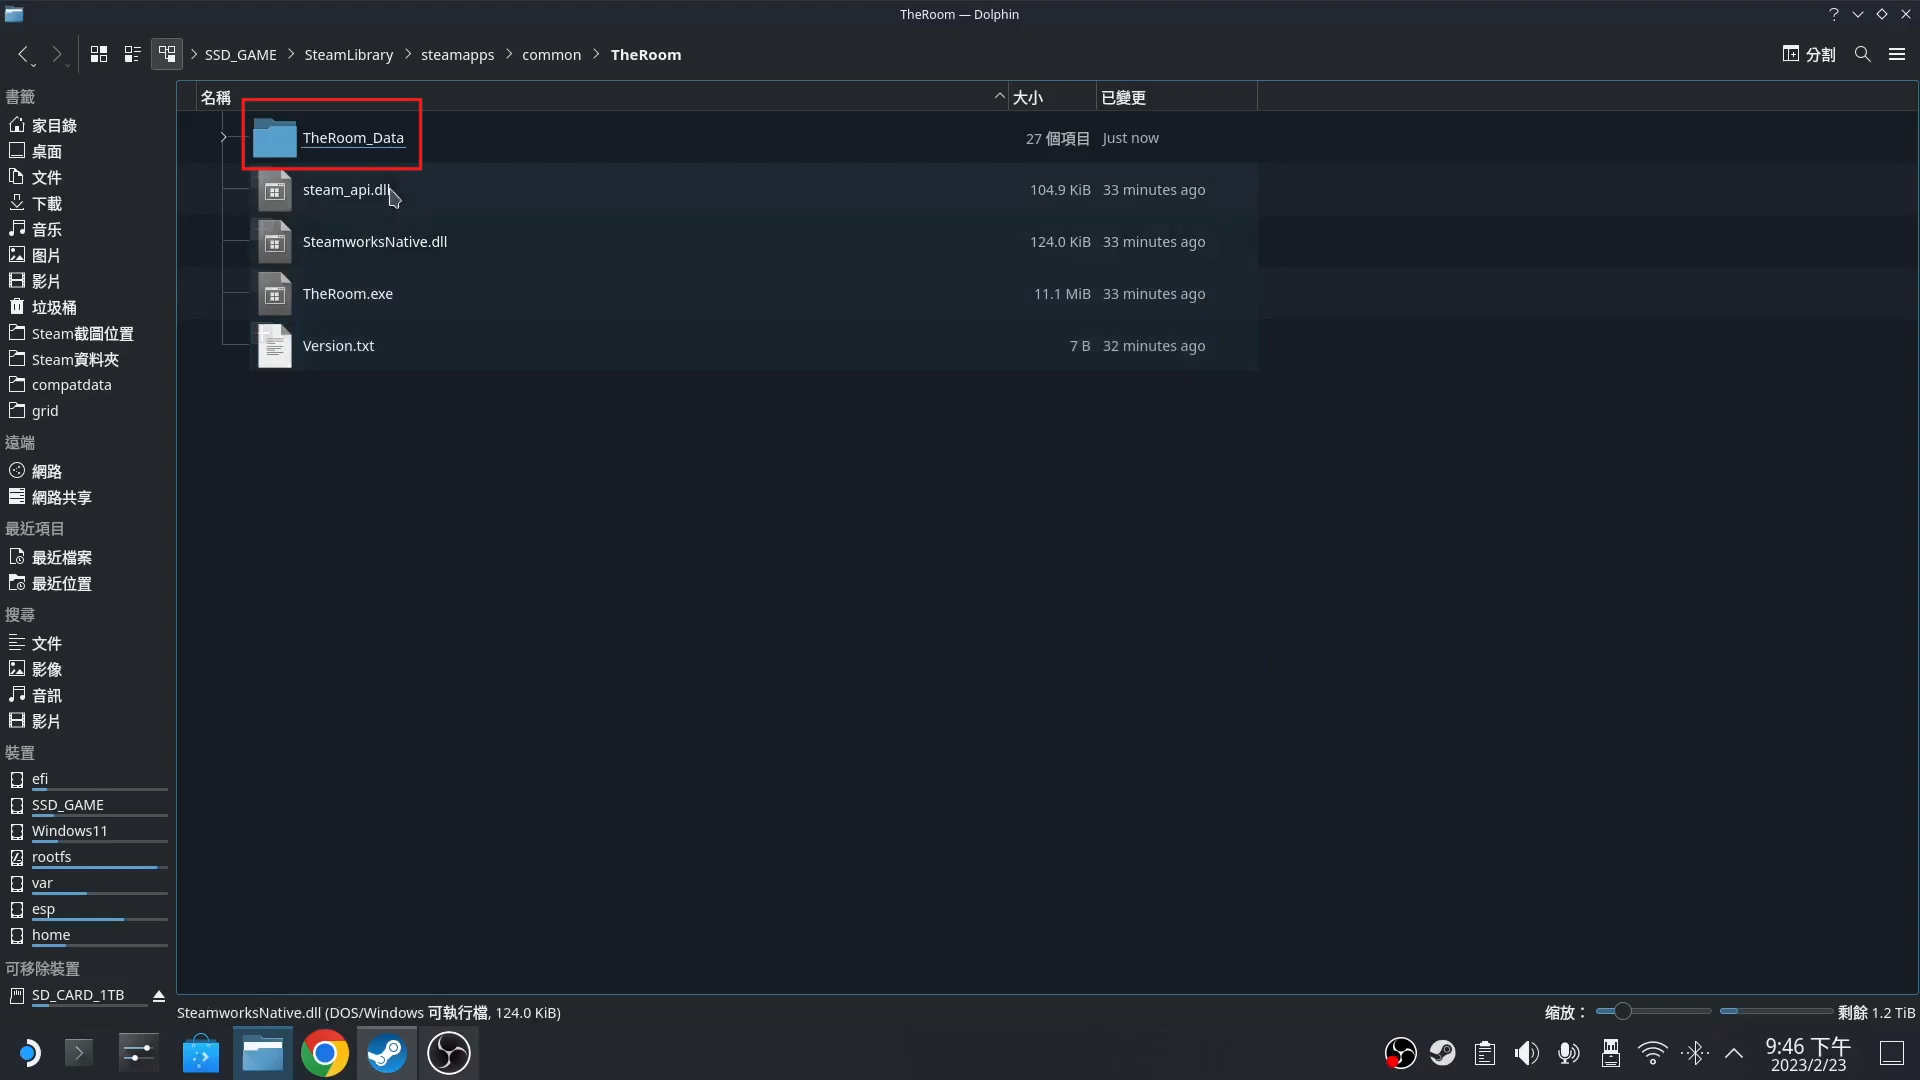 TheRoom — Dolphin
SSD_GAME
SteamLibrary
steamapps
common
TheRoom
分割
書籤
家目錄
桌面
文件
下載
音乐
图片
影片
垃圾桶
Steam截圖位置
Steam資料夾
compatdata
grid
遠端
網路
網路共享
最近項目
最近檔案
最近位置
搜尋
文件
影像
音訊
影片
裝置
efi
SSD_GAME
Windows11
rootfs
var
esp
home
可移除裝置
SD_CARD_1TB
名稱 大小 已變更
TheRoom_Data 27 個項目 Just now
steam_api.dll 104.9 KiB 33 minutes ago
SteamworksNative.dll 124.0 KiB 33 minutes ago
TheRoom.exe 11.1 MiB 33 minutes ago
Version.txt 7 B 32 minutes ago
SteamworksNative.dll (DOS/Windows 可執行檔, 124.0 KiB)
缩放：
剩餘 1.2 TiB
9:46 下午
2023/2/23